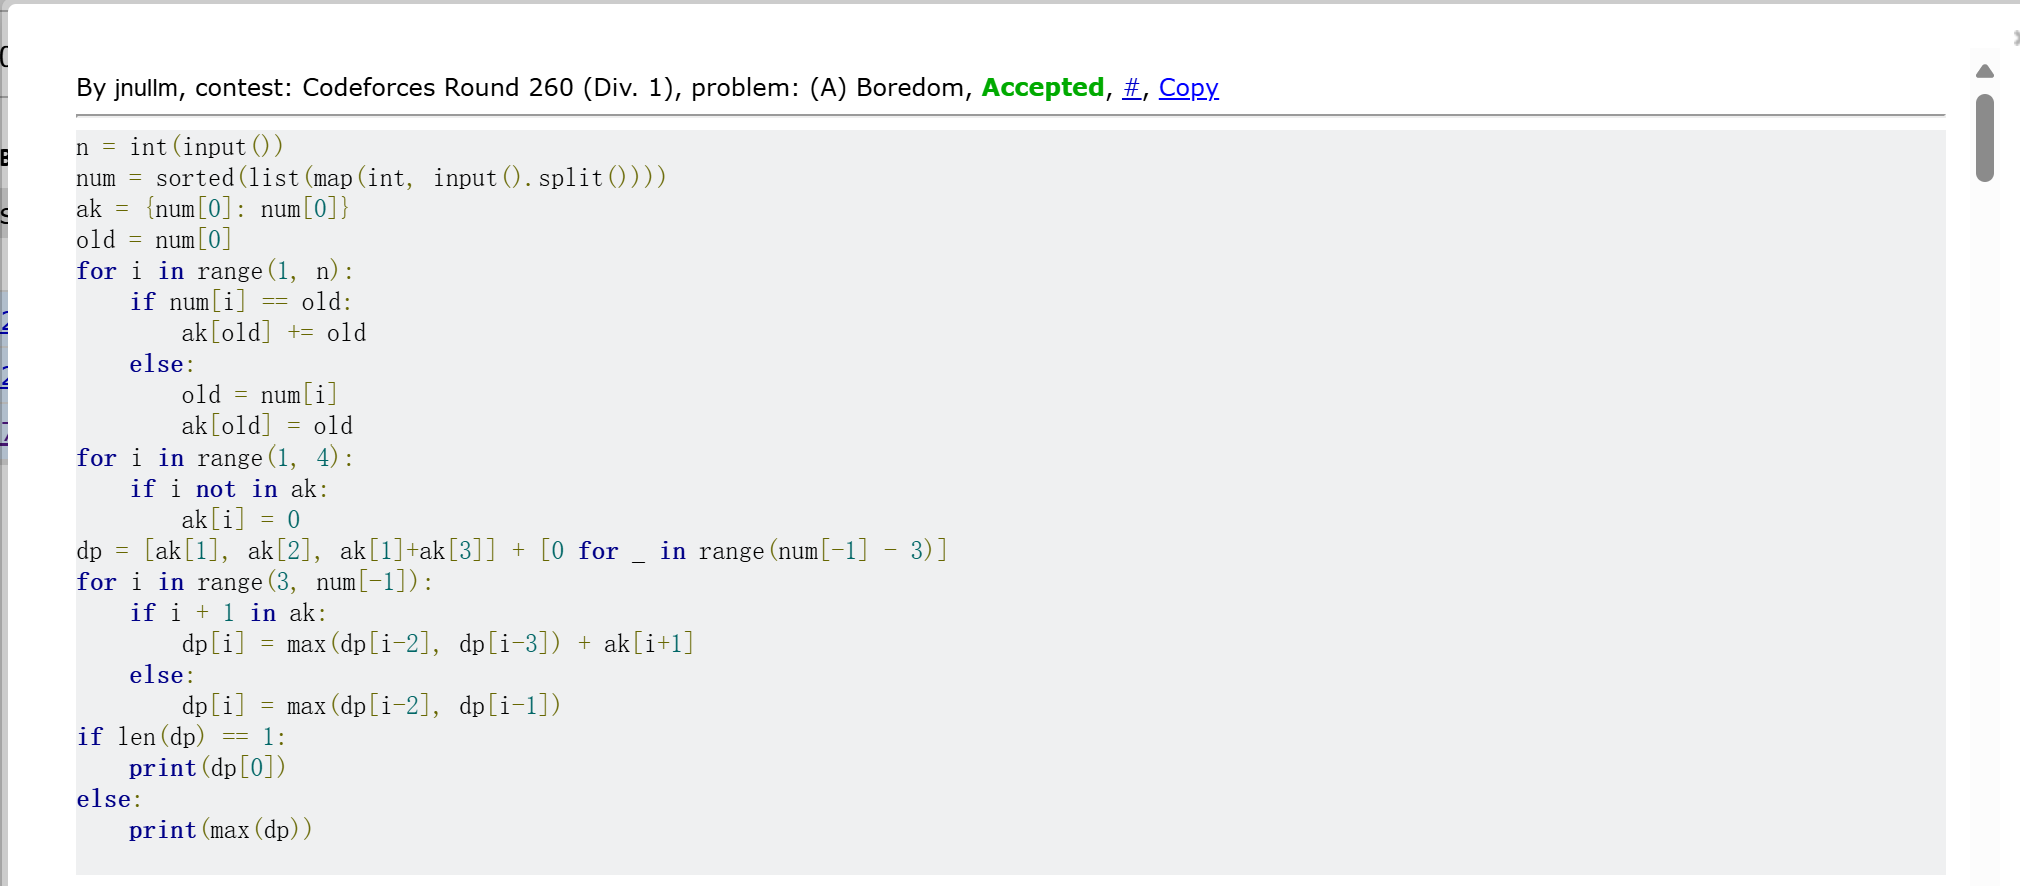 By jnullm, contest: Codeforces Round 260 (Div. 1), problem: (A) Boredom, Accepted, #, Copy
n = int(input())
num = sorted(list(map(int, input().split())))
ak = {num[0]: num[0]}
old = num[0]
for i in range(1, n):
    if num[i] == old:
        ak[old] += old
    else:
        old = num[i]
        ak[old] = old
for i in range(1, 4):
    if i not in ak:
        ak[i] = 0
dp = [ak[1], ak[2], ak[1]+ak[3]] + [0 for _ in range(num[-1] - 3)]
for i in range(3, num[-1]):
    if i + 1 in ak:
        dp[i] = max(dp[i-2], dp[i-3]) + ak[i+1]
    else:
        dp[i] = max(dp[i-2], dp[i-1])
if len(dp) == 1:
    print(dp[0])
else:
    print(max(dp))